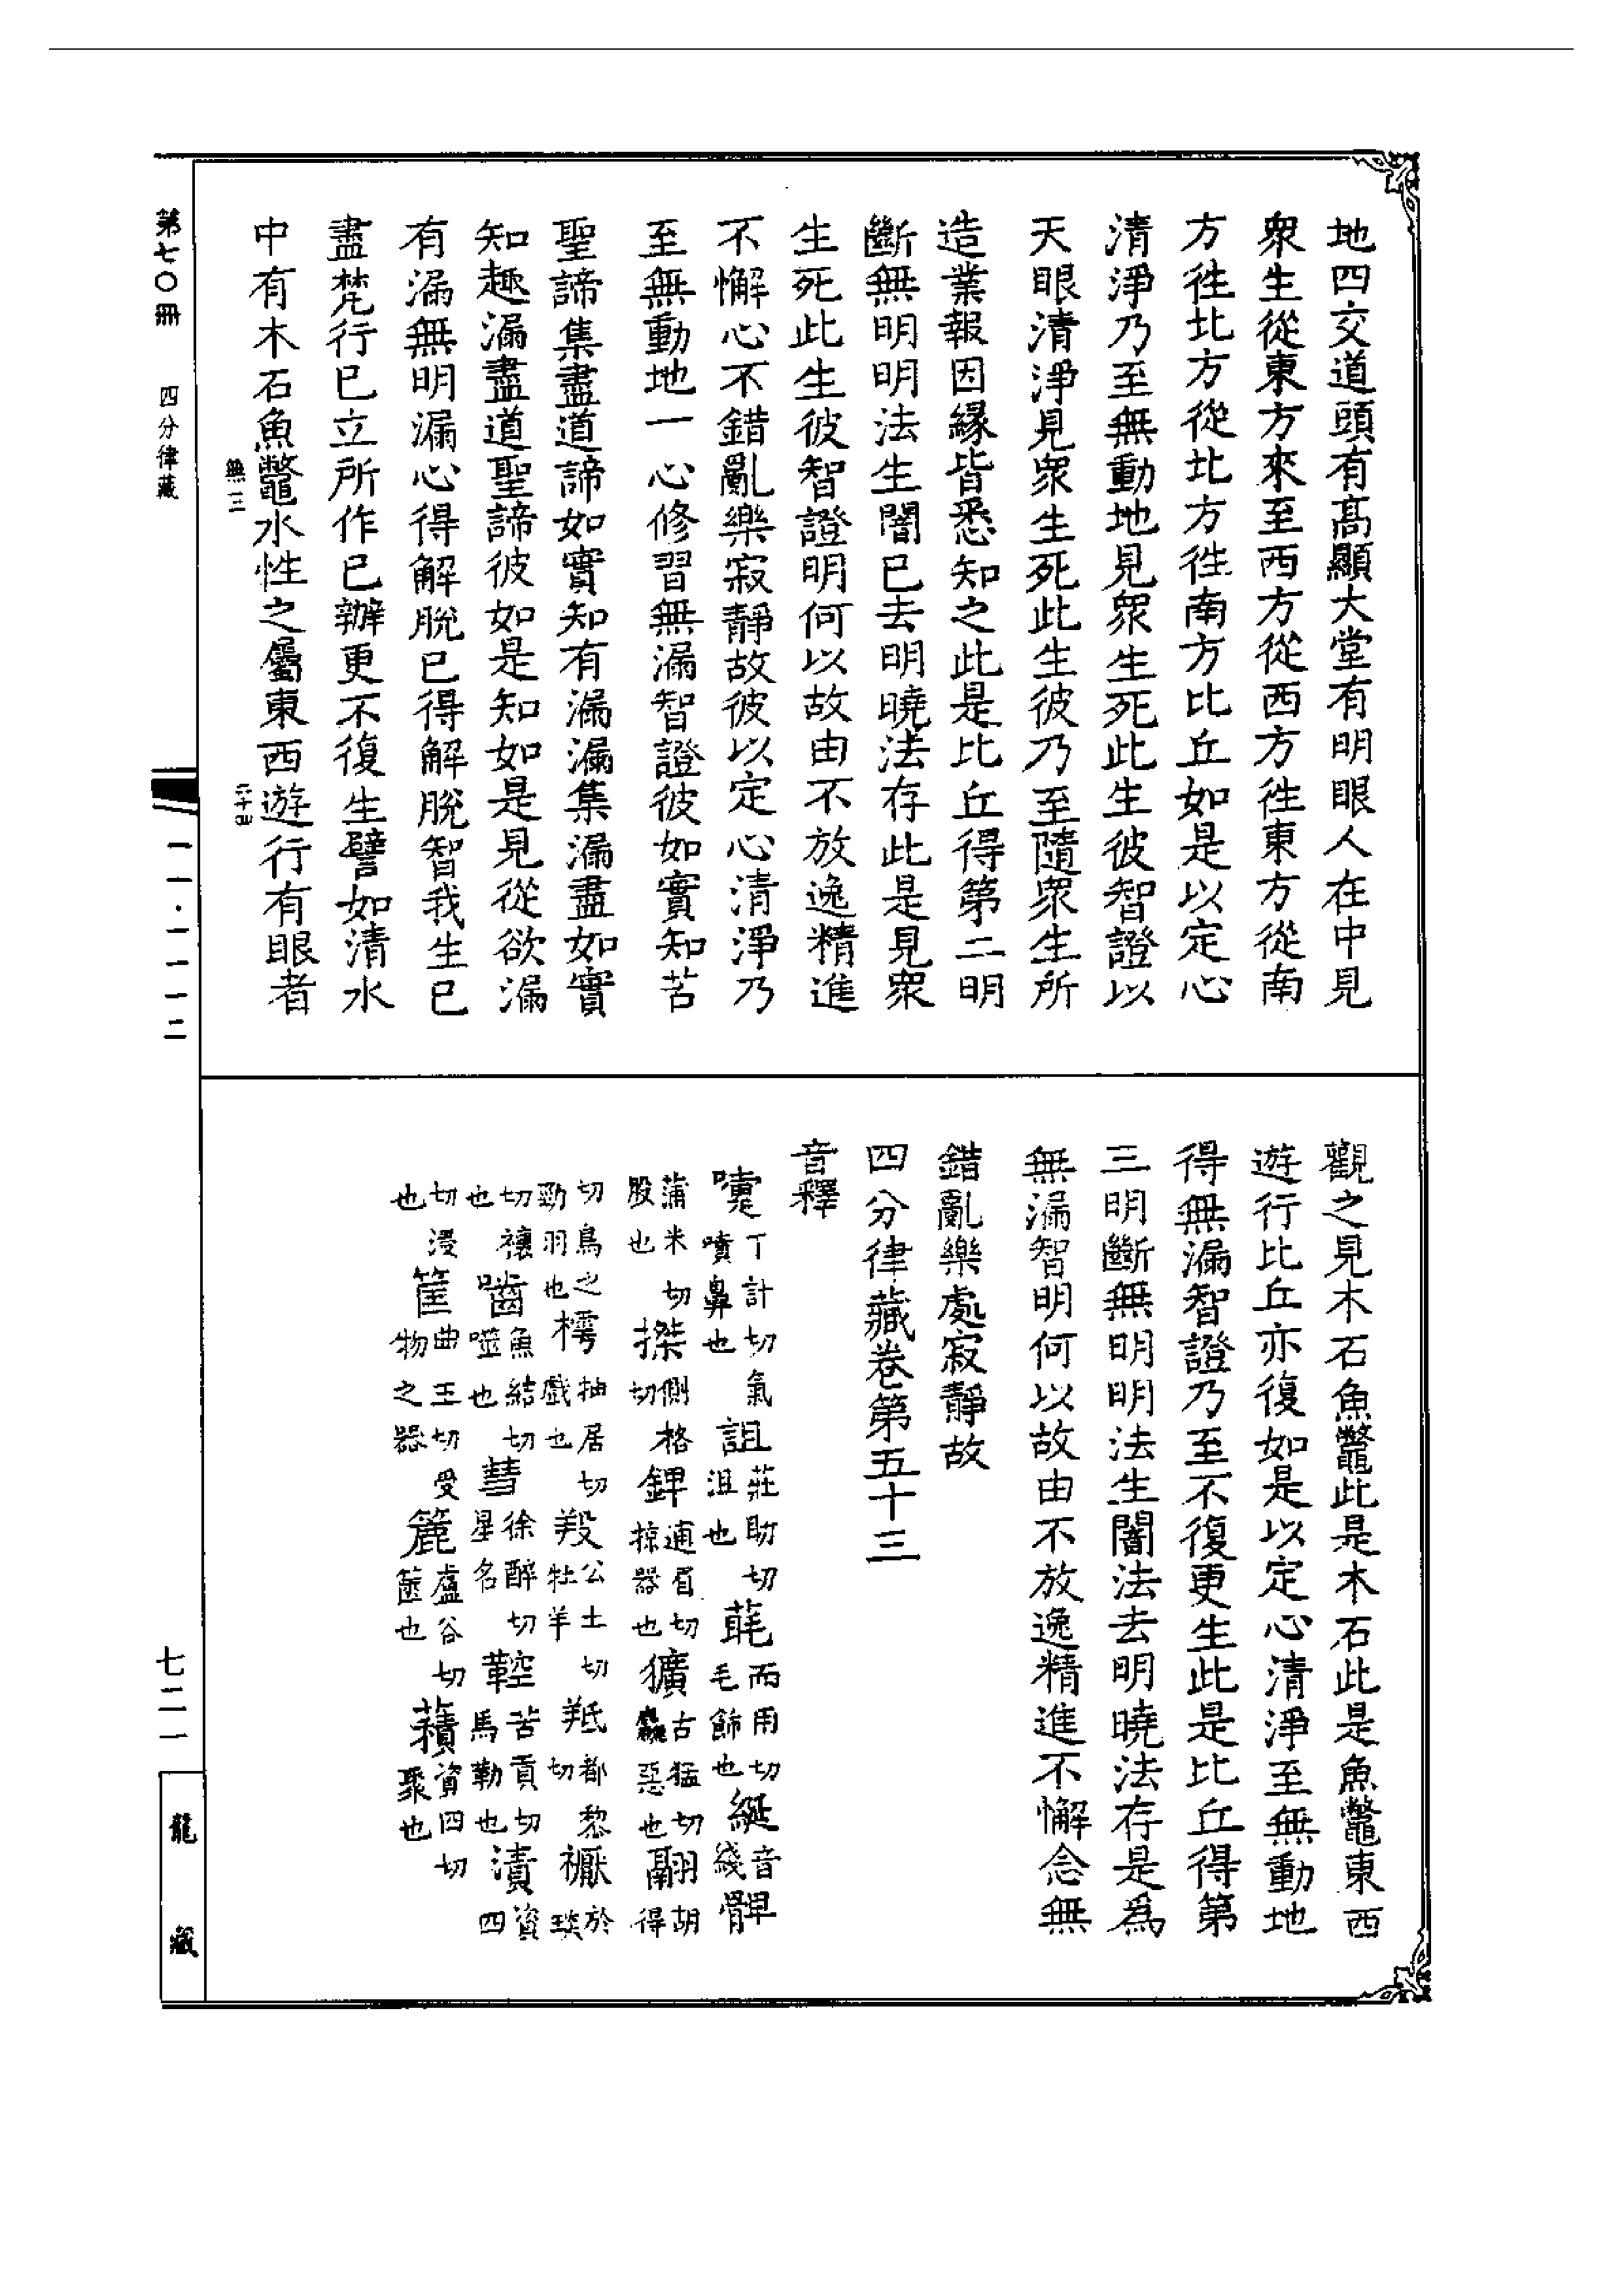 地四交道頭有髙顯大堂有明眼人在中見
衆生從東方來至西方從西方徃東方從南
方徃北方從北方徃南方比丘如是以定心
清淨乃至無動地見衆生死此生彼智證以
天眼清淨見衆生死此生彼乃至隨衆生所
造業報因緣皆悉知之此是比丘得第二明
斷無明明法生闇已去明曉法存此是見衆
生死此生彼智證明何以故由不放逸精進
不懈心不錯亂樂寂靜故彼以定心清淨乃
至無動地一心修習無漏智證彼如實知苦
聖諦集盡道諦如實知有漏漏集漏盡如實
知趣漏盡道聖諦彼如是知如是見從欲漏
有漏無明漏心得解脫已得解脫智我生已
盡梵行已立所作已辦更不復生譬如清水
中有木石魚鼈水性之屬東西遊行有眼者
無三
二十四
觀之見木石魚鼈此是木石此是魚鼈東西
遊行比丘亦復如是以定心清淨至無動地
得無漏智證乃至不復更生此是比丘得第
三明斷無明明法生闇法去明曉法存是爲
無漏智明何以故由不放逸精進不懈念無
錯亂樂處寂靜故
四分律藏卷第五十三
音釋
嚏丁計切氣噴鼻也 詛莊助切沮也 毦而用切毛飾也 綖音綫 髀
蒲米切股也 搩側格切 錍逋眉切掠器也 獷古猛切麤惡也 翮胡得
切鳥之勁羽也 樗抽居切戲也 羖公土切牡羊 羝都黎切 禳於琰
切禳也 嚙魚結切噬也 彗徐醉切星名 鞚苦貢切馬勒也 漬資四
切浸也 筐曲王切受物之器 簏盧谷切篋也 積資四切聚也
第七〇冊 四分律藏
一一·一一一二
七二一
龍藏